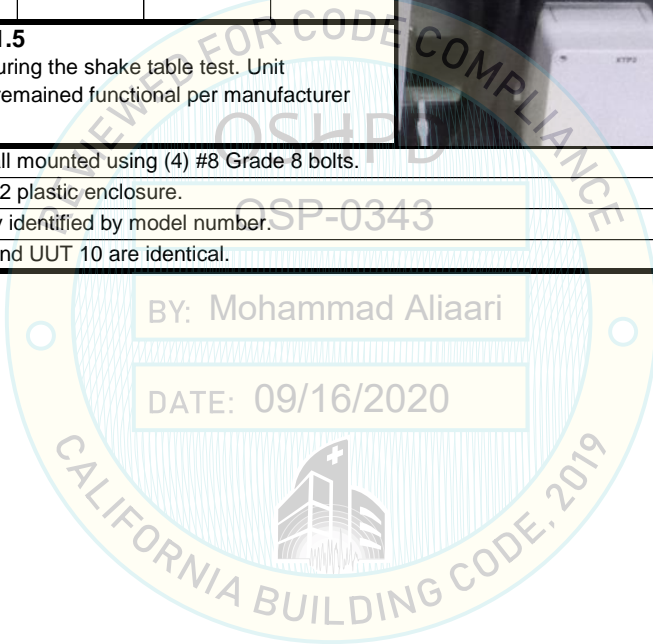 1.5
uring the shake table test. Unit
remained functional per manufacturer
all mounted using (4) #8 Grade 8 bolts.
2 plastic enclosure.
y identified by model number.
nd UUT 10 are identical.
REVIEWED FOR CODE COMPLIANCE
OSHPD
OSP-0343
BY: Mohammad Aliaari
DATE: 09/16/2020
CALIFORNIA BUILDING CODE, 2019